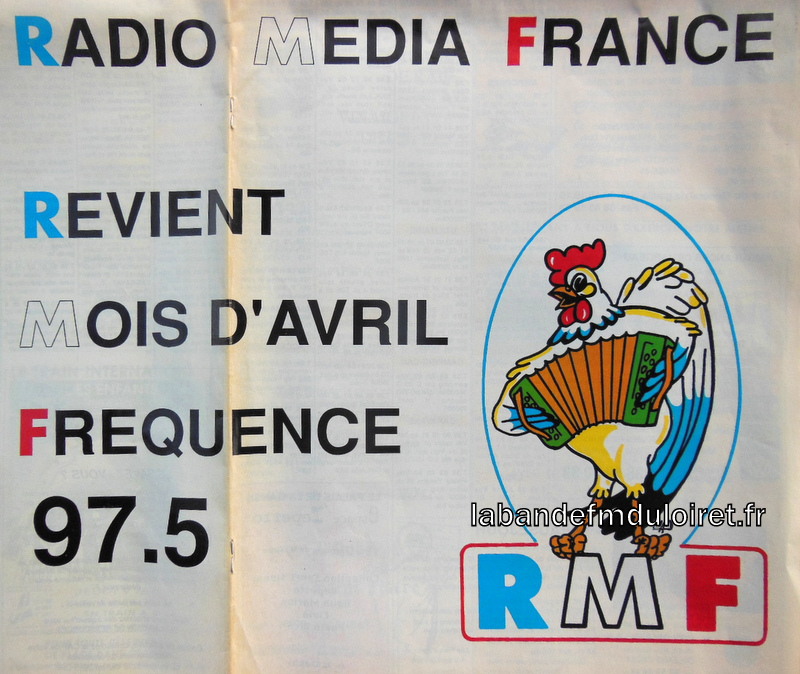 RADIO MEDIA FRANCE
REVIENT
MOIS D'AVRIL
FREQUENCE
97.5
labandefmduloiret.fr
RMF